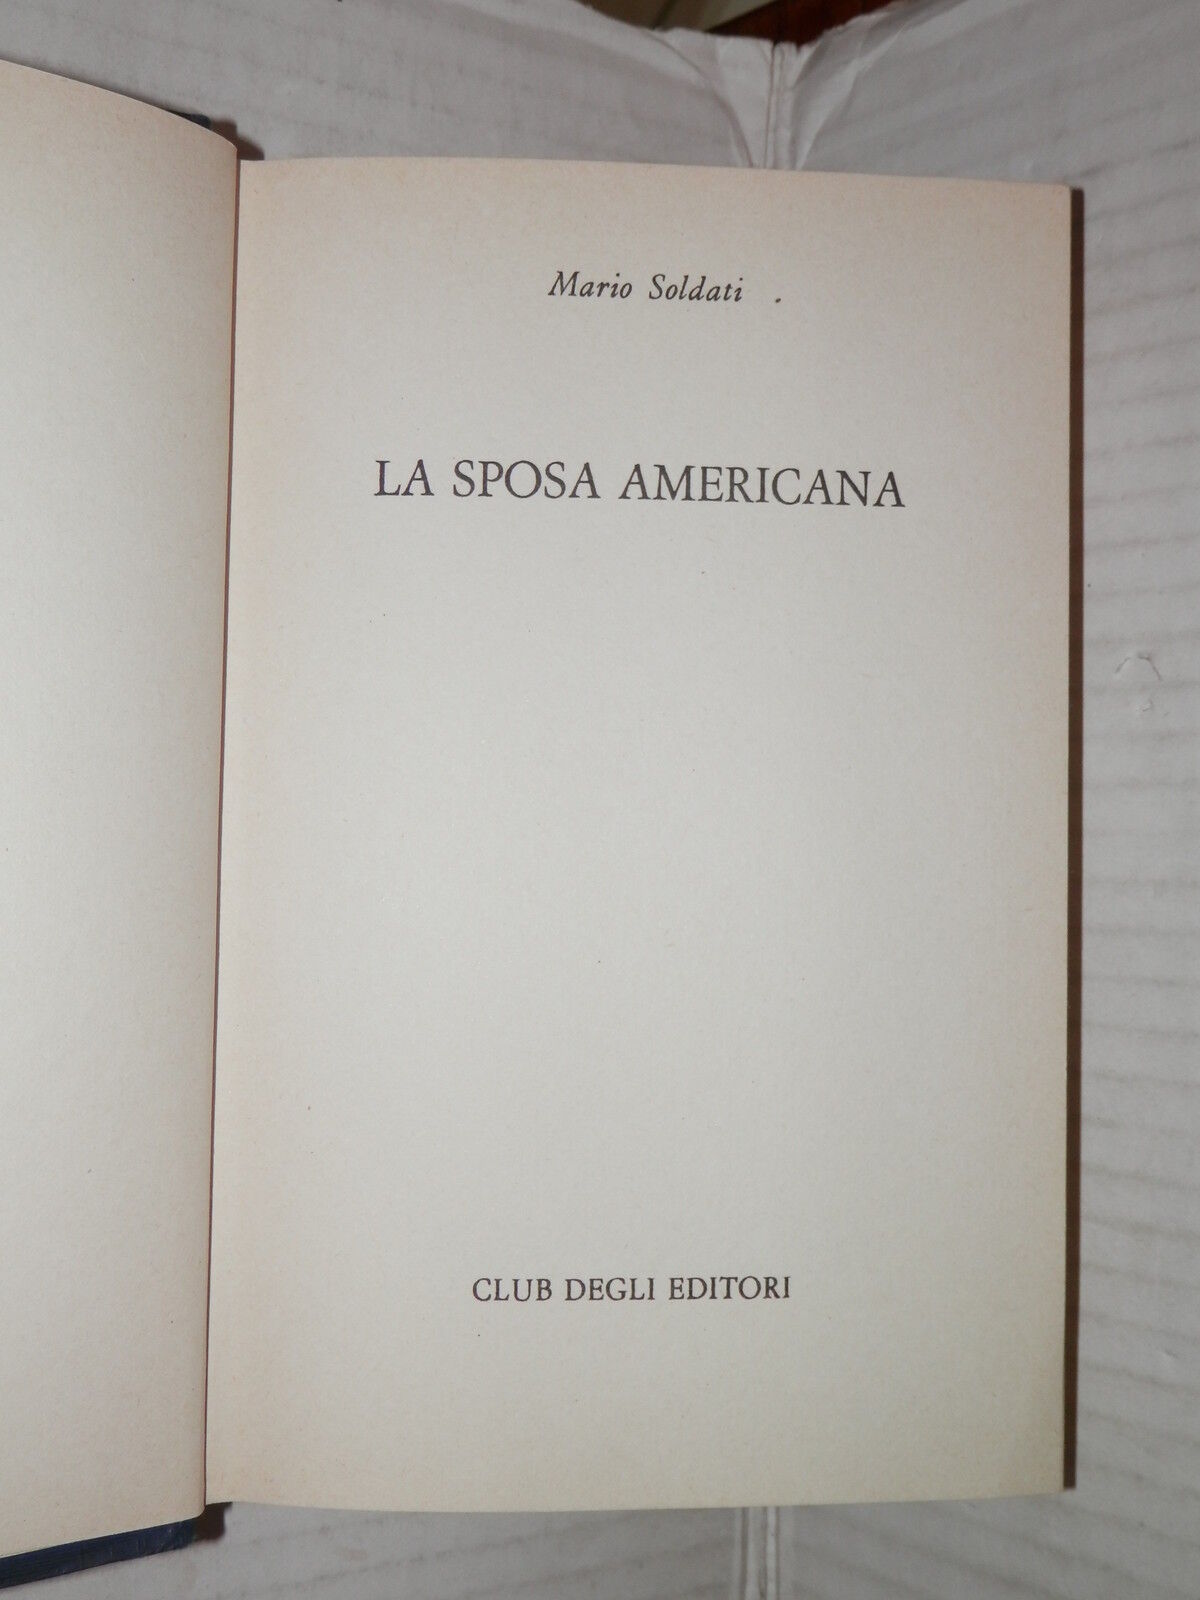 Mario Soldati
LA SPOSA AMERICANA
CLUB DEGLI EDITORI